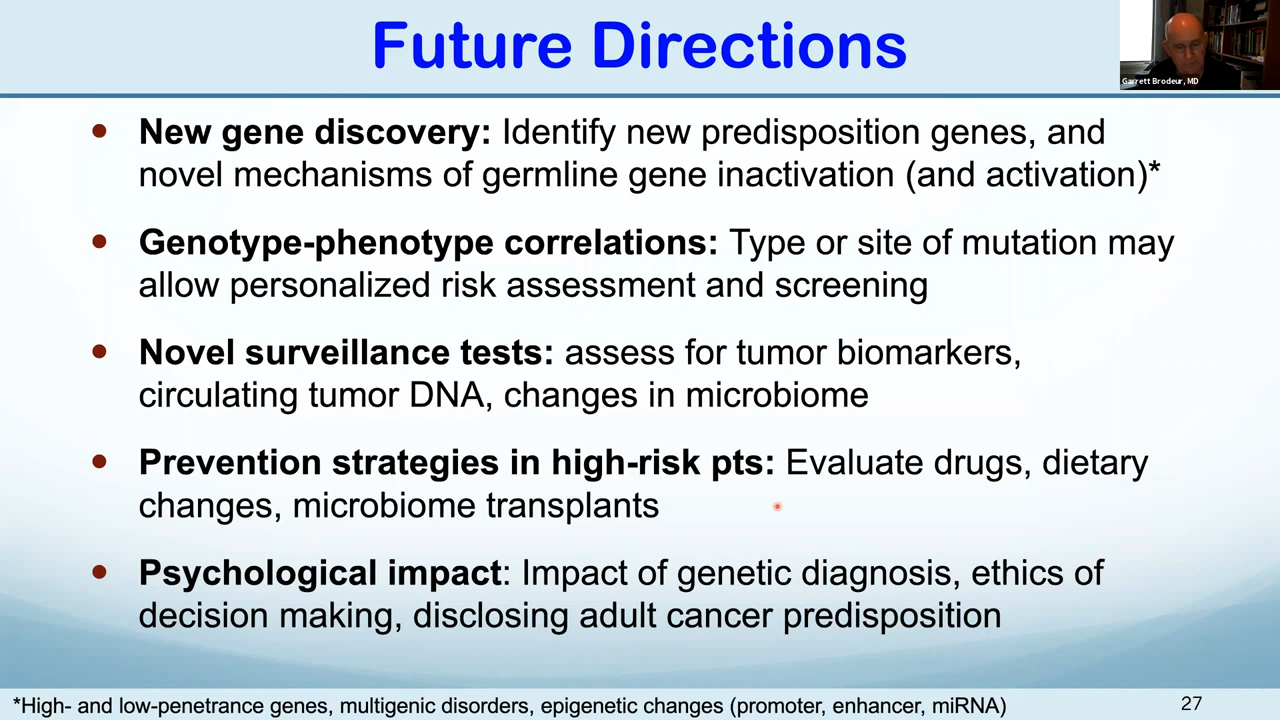 Future Directions
Garrett Brodeur, MD
• New gene discovery: Identify new predisposition genes, and
novel mechanisms of germline gene inactivation (and activation)*
• Genotype-phenotype correlations: Type or site of mutation may
allow personalized risk assessment and screening
• Novel surveillance tests: assess for tumor biomarkers,
circulating tumor DNA, changes in microbiome
• Prevention strategies in high-risk pts: Evaluate drugs, dietary
changes, microbiome transplants
• Psychological impact: Impact of genetic diagnosis, ethics of
decision making, disclosing adult cancer predisposition
*High- and low-penetrance genes, multigenic disorders, epigenetic changes (promoter, enhancer, miRNA)
27